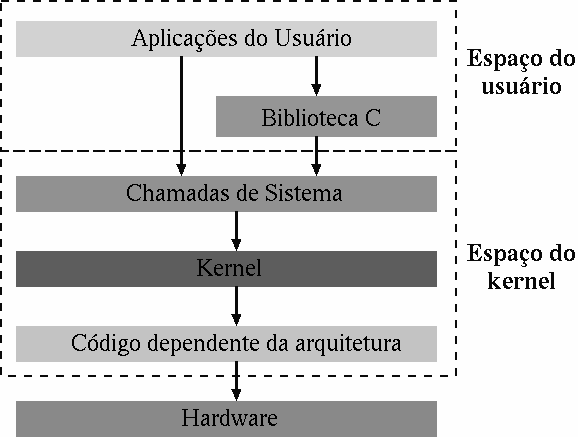 Aplicações do Usuário
Espaço do
usuário
Biblioteca C
Chamadas de Sistema
Kernel
Espaço do
kernel
Código dependente da arquitetura
Hardware